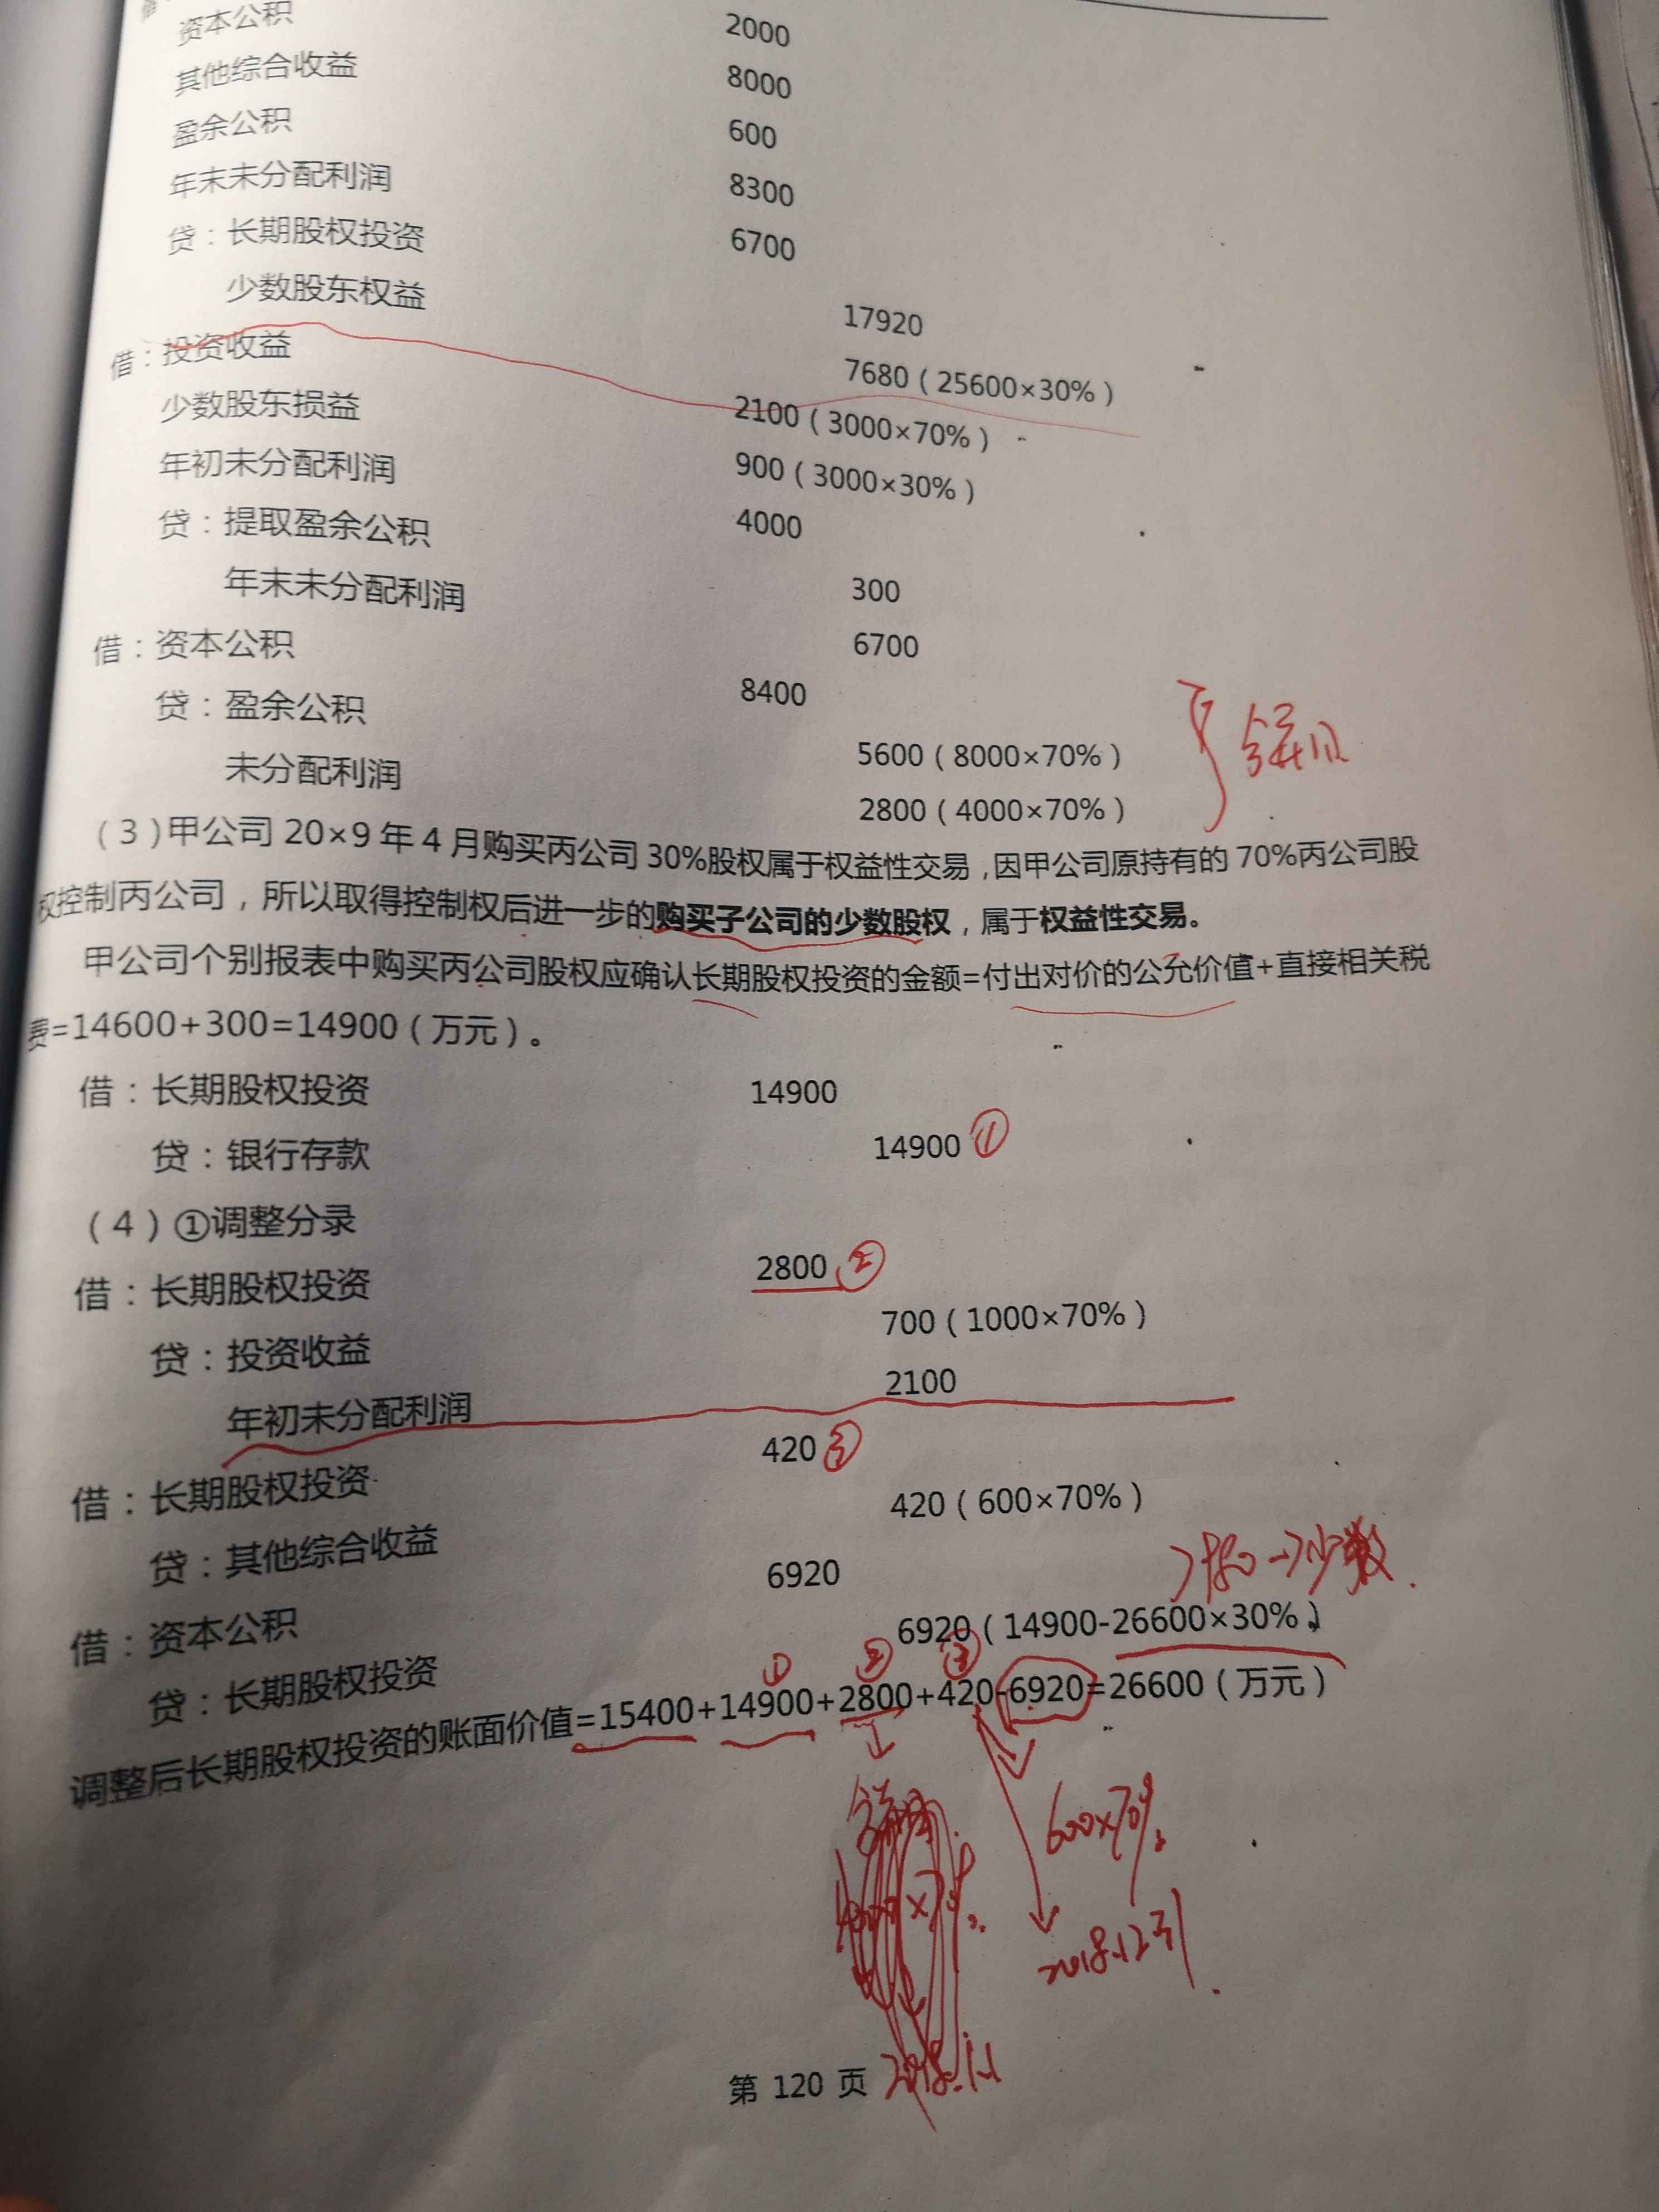 资本公积 2000
其他综合收益 8000
盈余公积 600
年末未分配利润 8300
贷：长期股权投资 6700
少数股东权益
17920
借：投资收益
7680（25600×30%）
少数股东损益 2100（3000×70%）
年初未分配利润 900（3000×30%）
贷：提取盈余公积 4000
年末未分配利润 300
借：资本公积 6700
贷：盈余公积 8400
未分配利润 5600（8000×70%）
2800（4000×70%）
（3）甲公司 20×9 年 4 月购买丙公司 30%股权属于权益性交易，因甲公司原持有的 70%丙公司股
权控制丙公司，所以取得控制权后进一步的购买子公司的少数股权，属于权益性交易。
甲公司个别报表中购买丙公司股权应确认长期股权投资的金额=付出对价的公允价值+直接相关税
费=14600+300=14900（万元）。
借：长期股权投资 14900
贷：银行存款 14900 ①
（4）①调整分录
借：长期股权投资 2800 ②
700（1000×70%）
贷：投资收益
2100
年初未分配利润
420 ③
借：长期股权投资
420（600×70%）
贷：其他综合收益
6920
7980→少数
借：资本公积
6920（14900-26600×30%）
贷：长期股权投资
① ② ③
调整后长期股权投资的账面价值=15400+14900+2800+420-6920=26600（万元）
600×70%
2018.12.31
第 120 页 2018.1.1